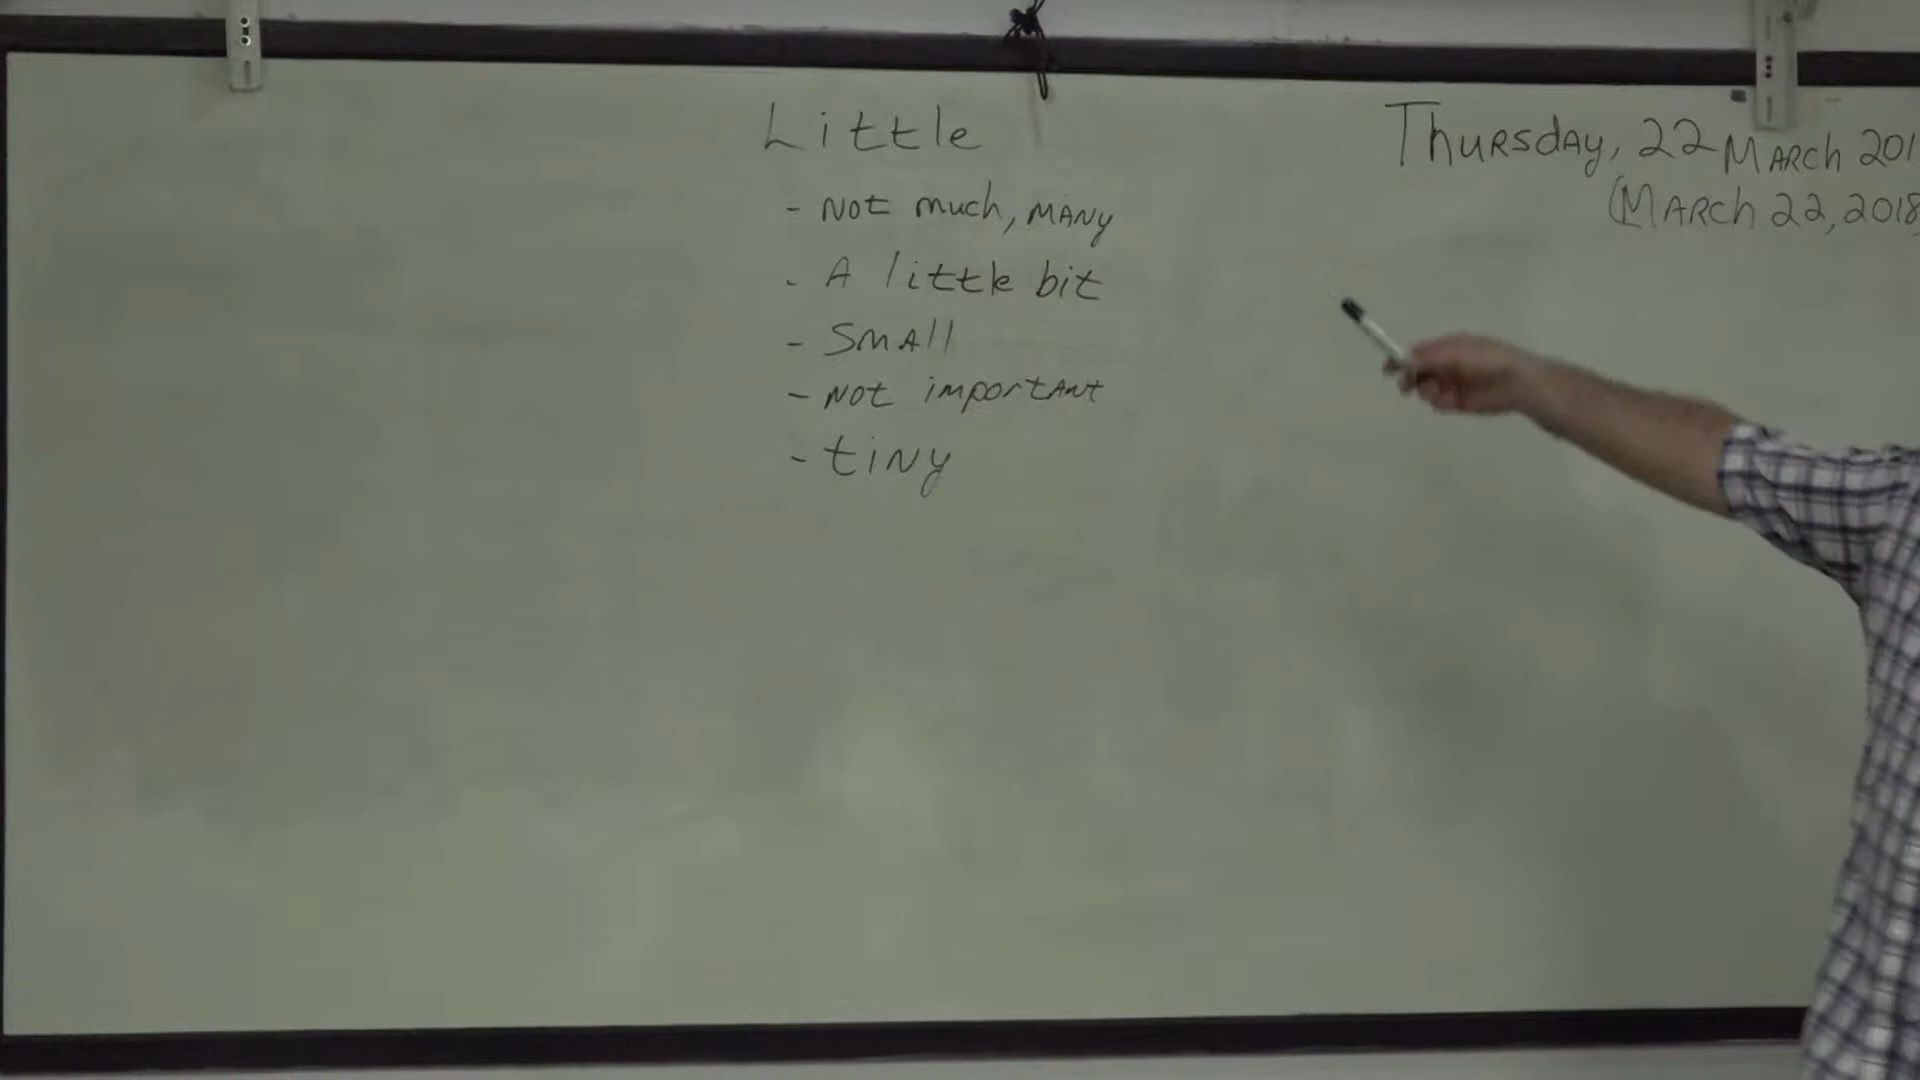 Little
- Not much, MANY
- A little bit
- SMAll
- Not important
- tiny
Thursday, 22 March 201
(March 22, 2018